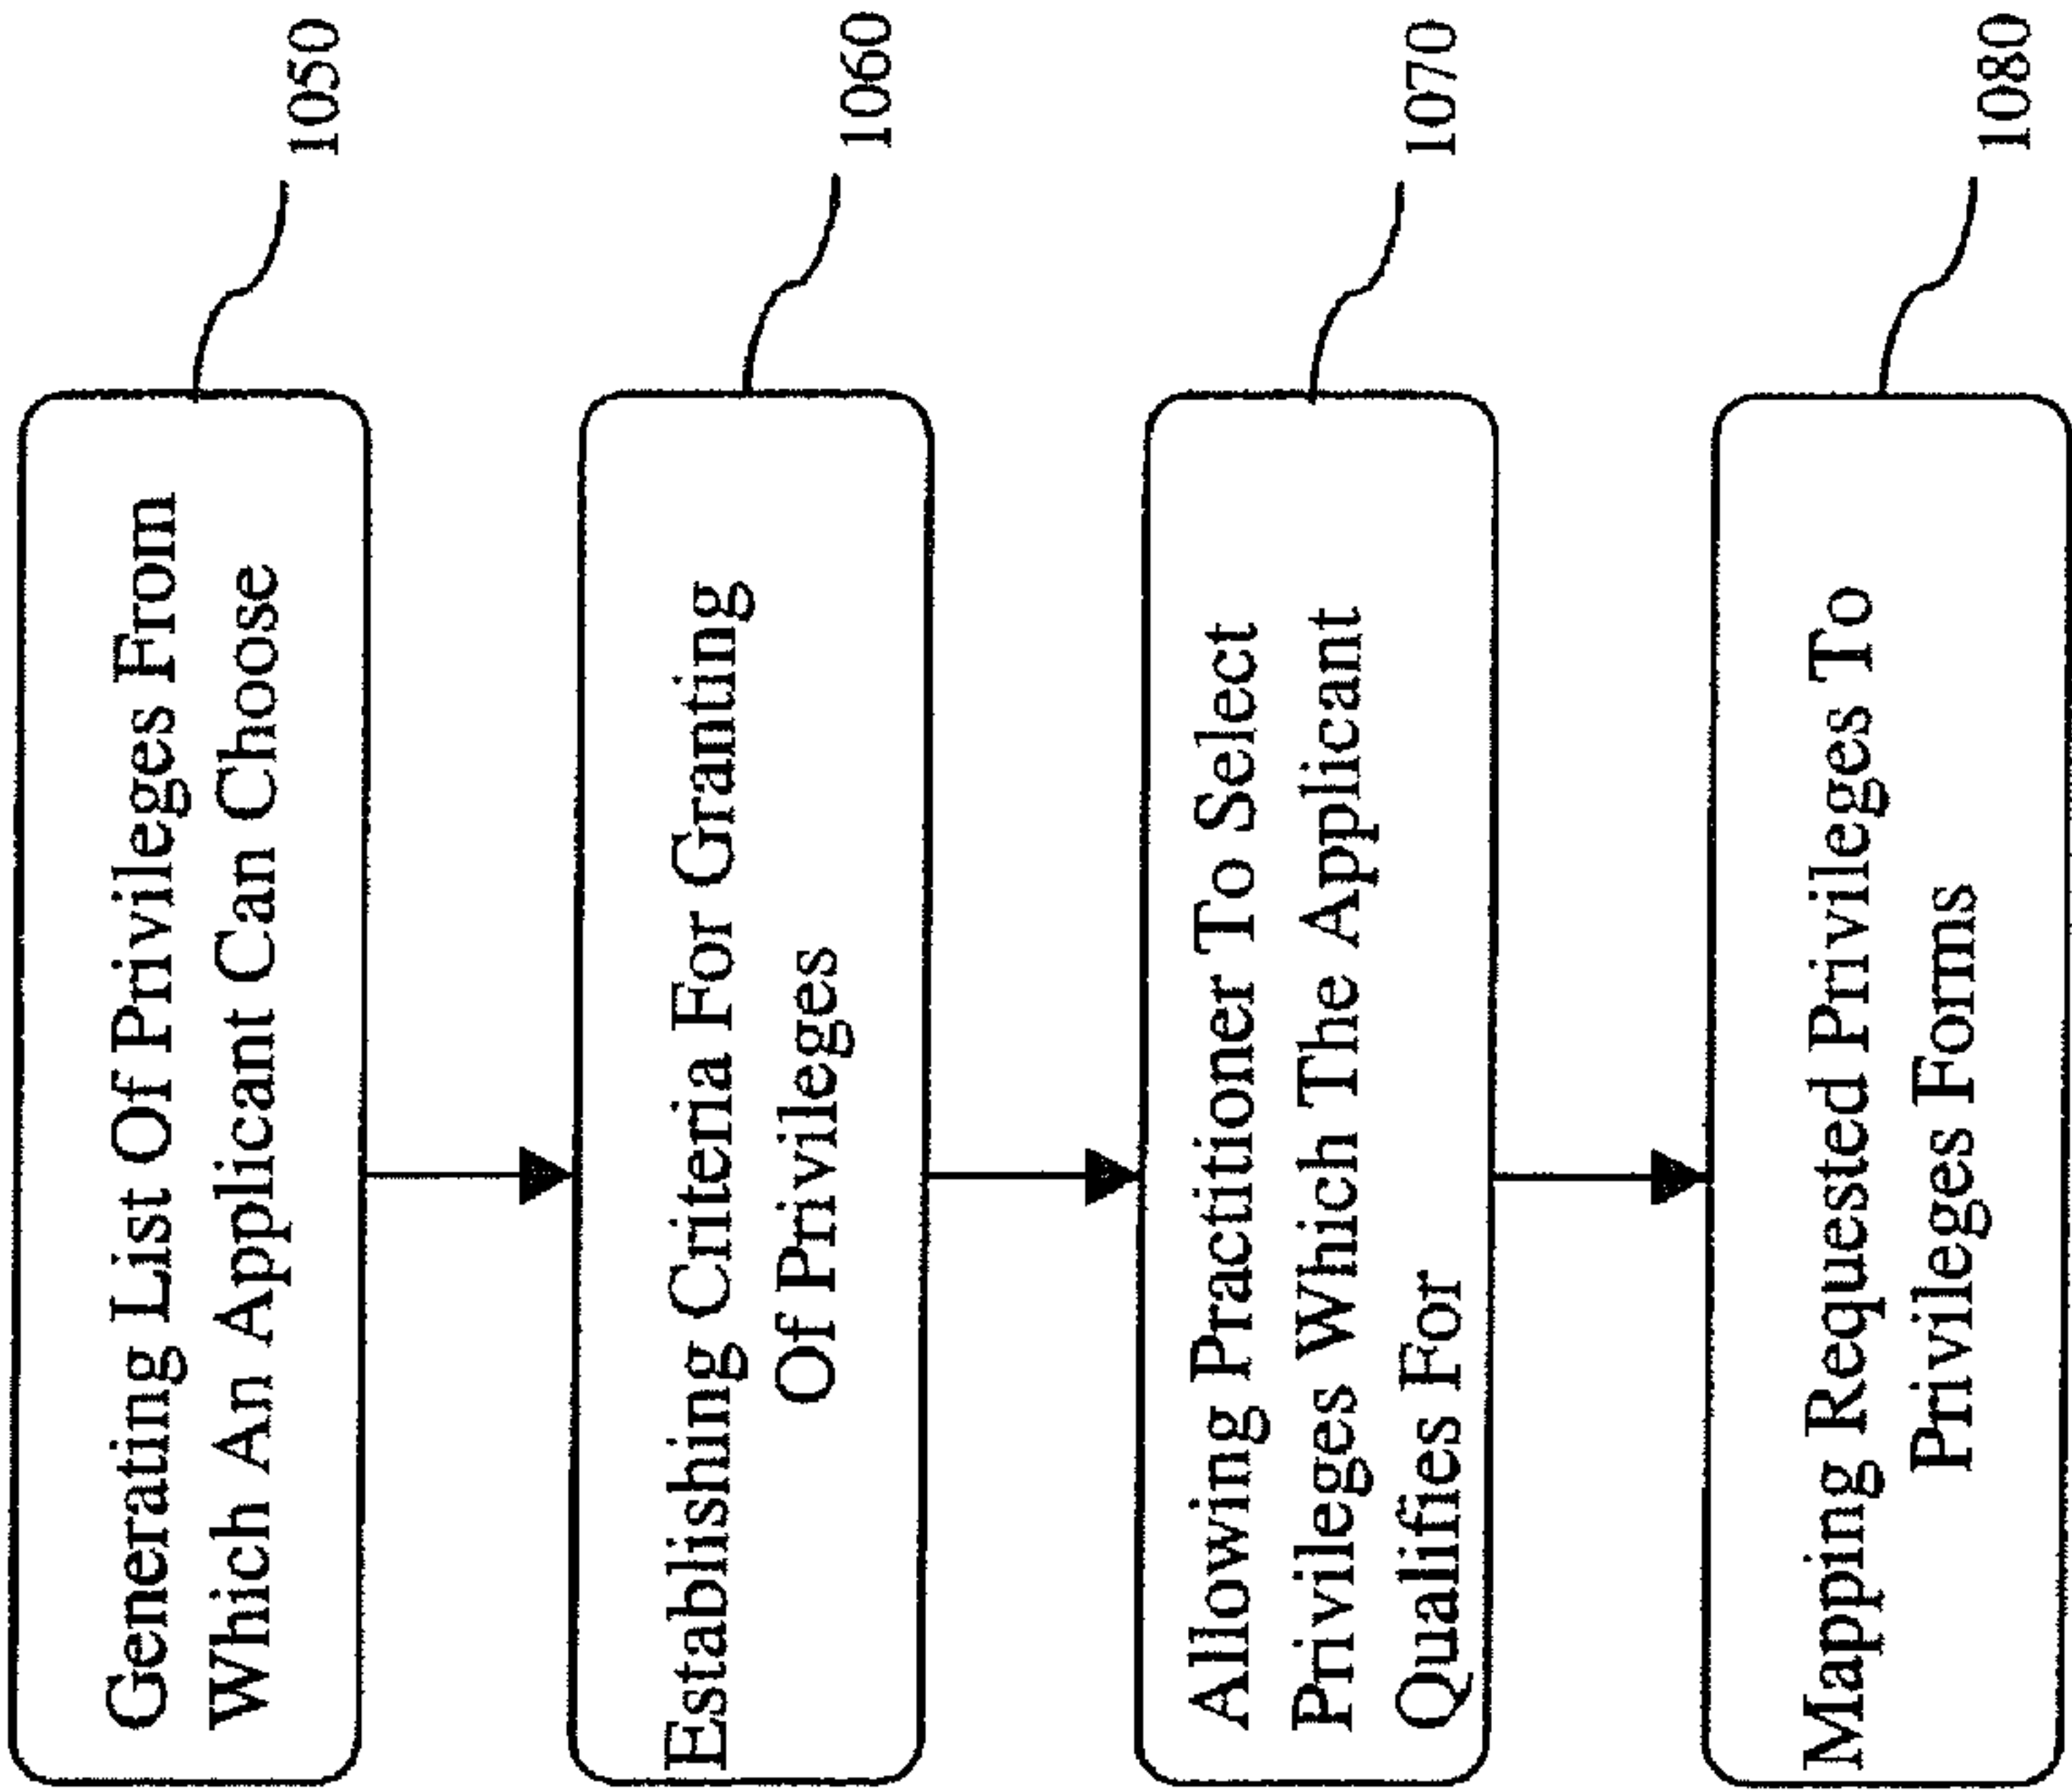 Generating List Of Privileges From
Which An Applicant Can Choose
1050
Establishing Criteria For Granting
Of Privileges
1060
Allowing Practitioner To Select
Privileges Which The Applicant
Qualifies For
1070
Mapping Requested Privileges To
Privileges Forms
1080